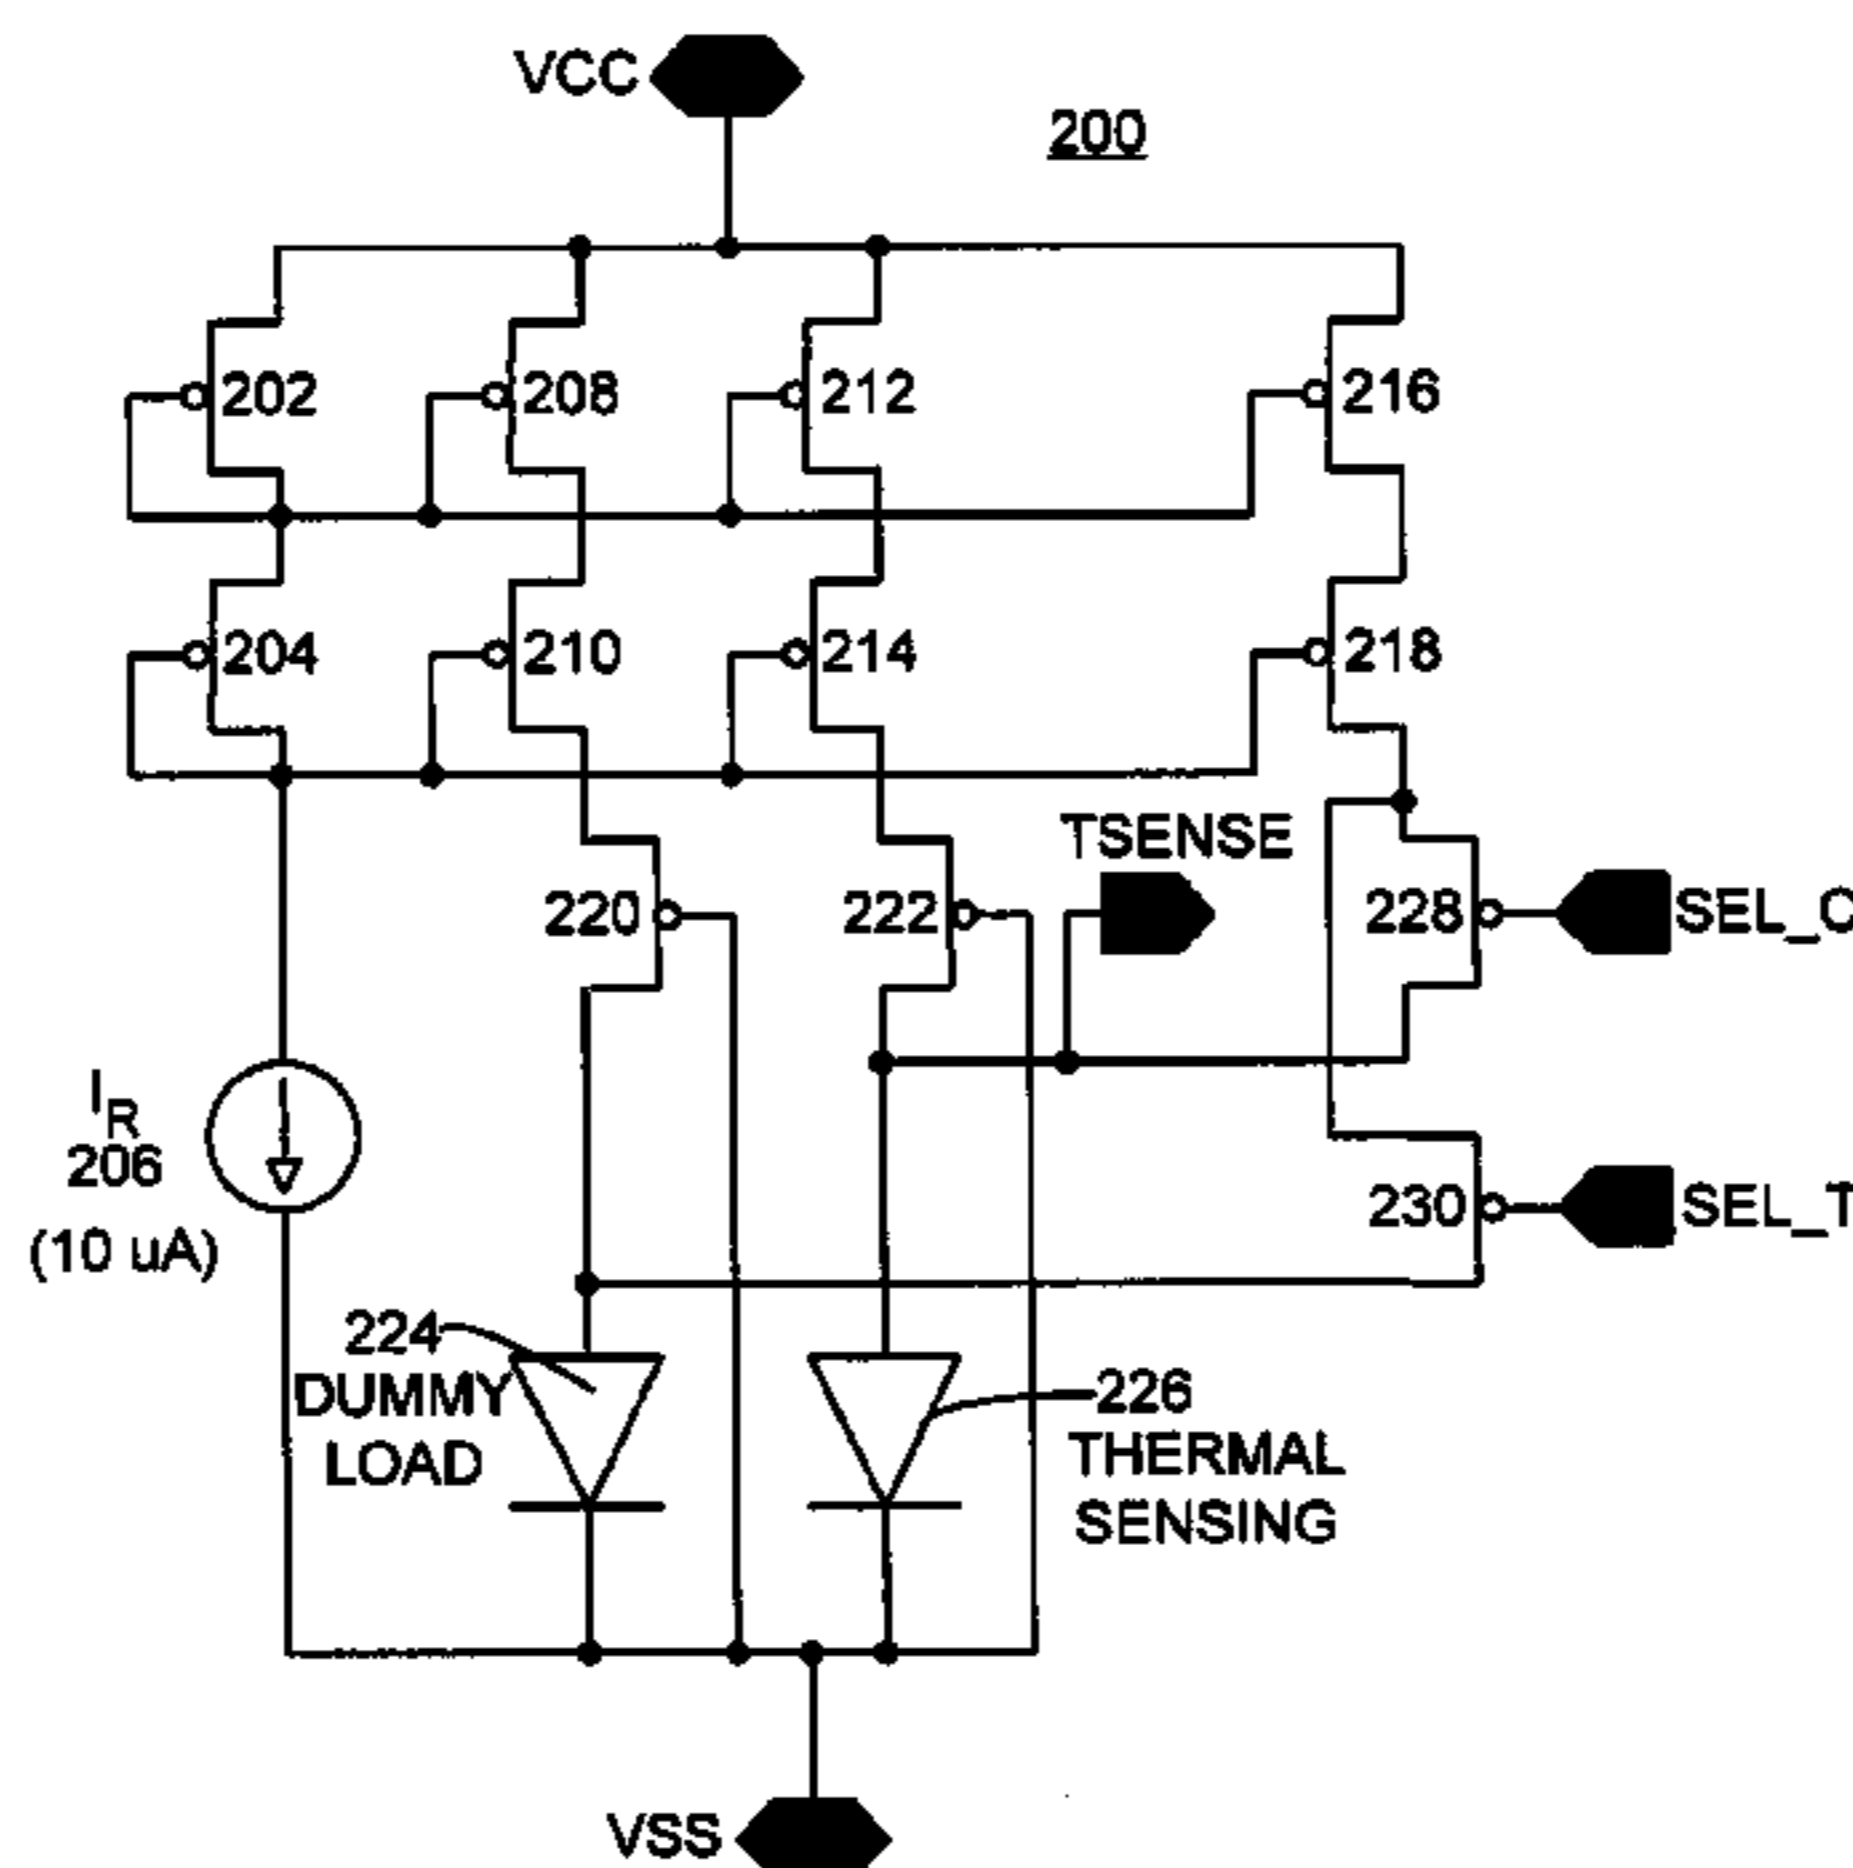 VCC
200
202
208
212
216
204
210
214
218
TSENSE
220
222
228
SEL_C
I_R
206
(10 uA)
230
SEL_T
224
DUMMY
LOAD
226
THERMAL
SENSING
VSS